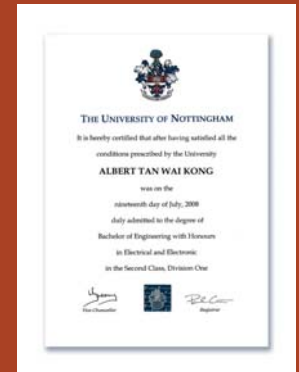 THE UNIVERSITY OF NOTTINGHAM
It is hereby certified that after having satisfied all the
conditions prescribed by the University
ALBERT TAN WAI KONG
was on the
nineteenth day of July, 2008
duly admitted to the degree of
Bachelor of Engineering with Honours
in Electrical and Electronic
in the Second Class, Division One
Vice-Chancellor
Registrar